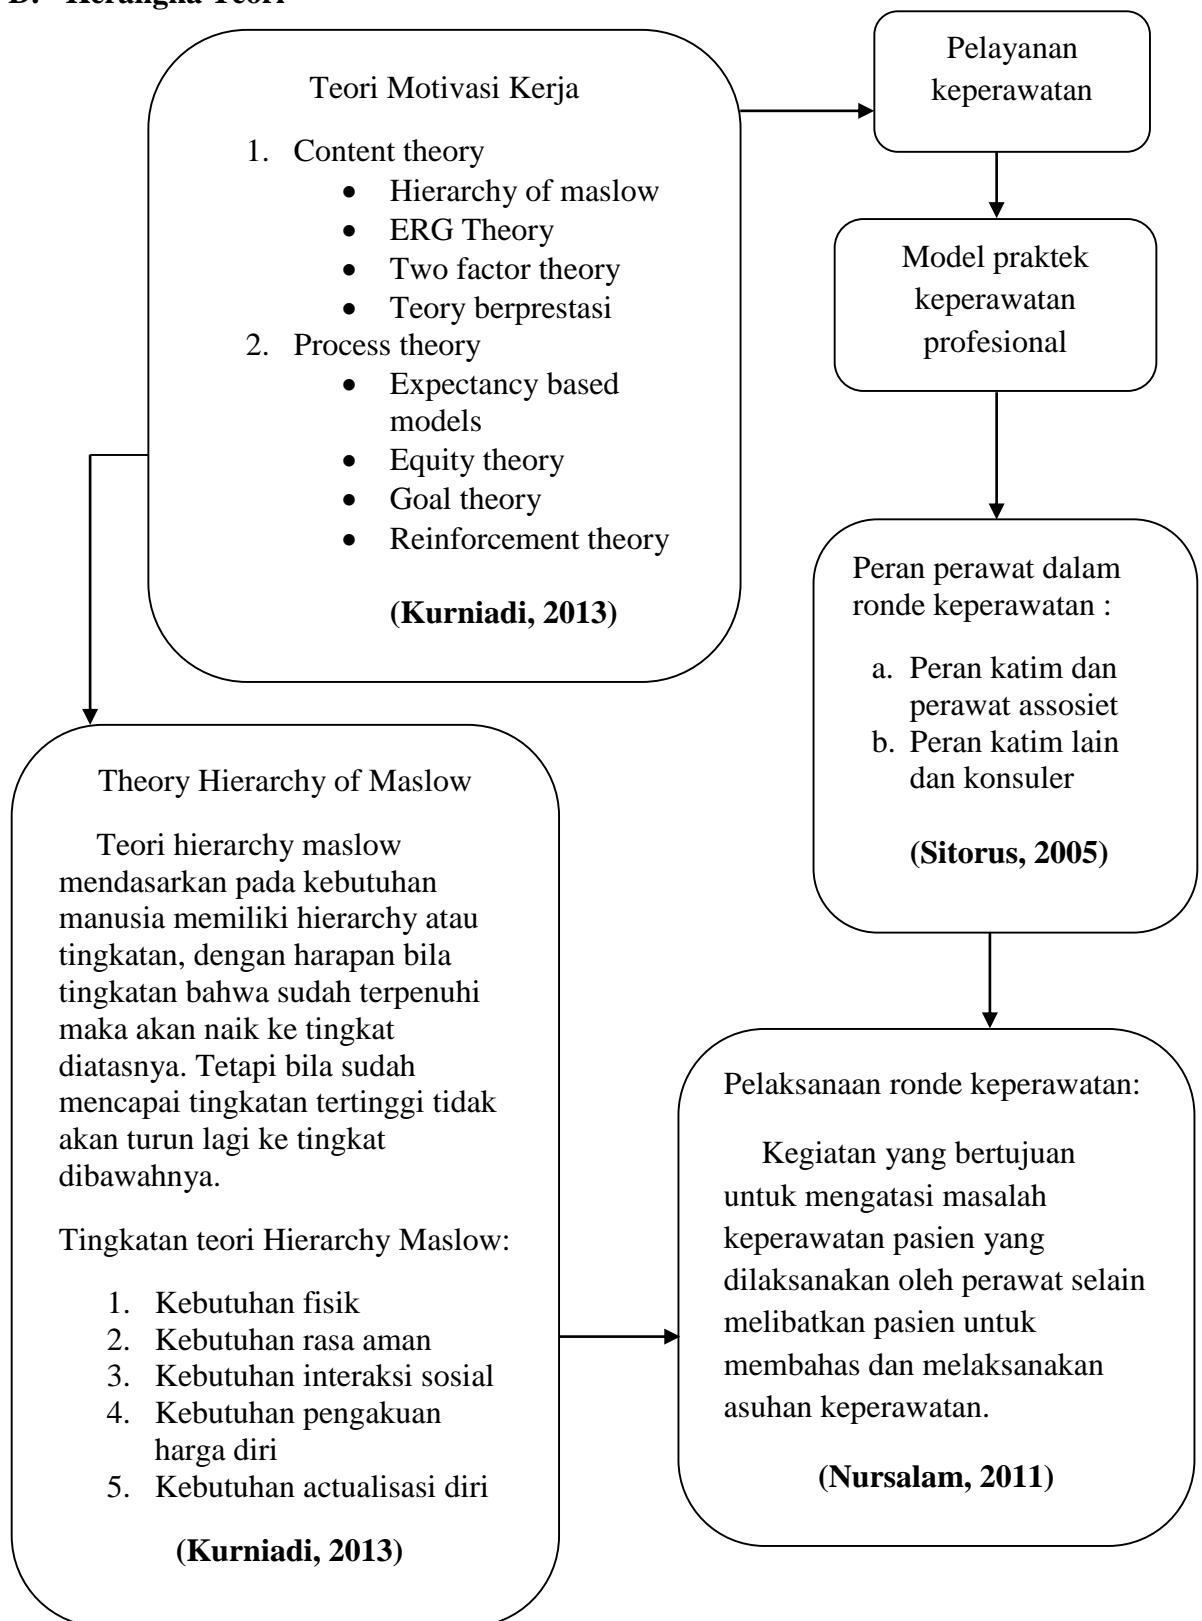 D. Kerangka Teori
Teori Motivasi Kerja
1. Content theory
• Hierarchy of maslow
• ERG Theory
• Two factor theory
• Teory berprestasi
2. Process theory
• Expectancy based
models
• Equity theory
• Goal theory
• Reinforcement theory
(Kurniadi, 2013)
Pelayanan
keperawatan
Model praktek
keperawatan
profesional
Peran perawat dalam
ronde keperawatan :
a. Peran katim dan
perawat assosiet
b. Peran katim lain
dan konsuler
(Sitorus, 2005)
Theory Hierarchy of Maslow
Teori hierarchy maslow
mendasarkan pada kebutuhan
manusia memiliki hierarchy atau
tingkatan, dengan harapan bila
tingkatan bahwa sudah terpenuhi
maka akan naik ke tingkat
diatasnya. Tetapi bila sudah
mencapai tingkatan tertinggi tidak
akan turun lagi ke tingkat
dibawahnya.
Tingkatan teori Hierarchy Maslow:
1. Kebutuhan fisik
2. Kebutuhan rasa aman
3. Kebutuhan interaksi sosial
4. Kebutuhan pengakuan
harga diri
5. Kebutuhan actualisasi diri
(Kurniadi, 2013)
Pelaksanaan ronde keperawatan:
Kegiatan yang bertujuan
untuk mengatasi masalah
keperawatan pasien yang
dilaksanakan oleh perawat selain
melibatkan pasien untuk
membahas dan melaksanakan
asuhan keperawatan.
(Nursalam, 2011)